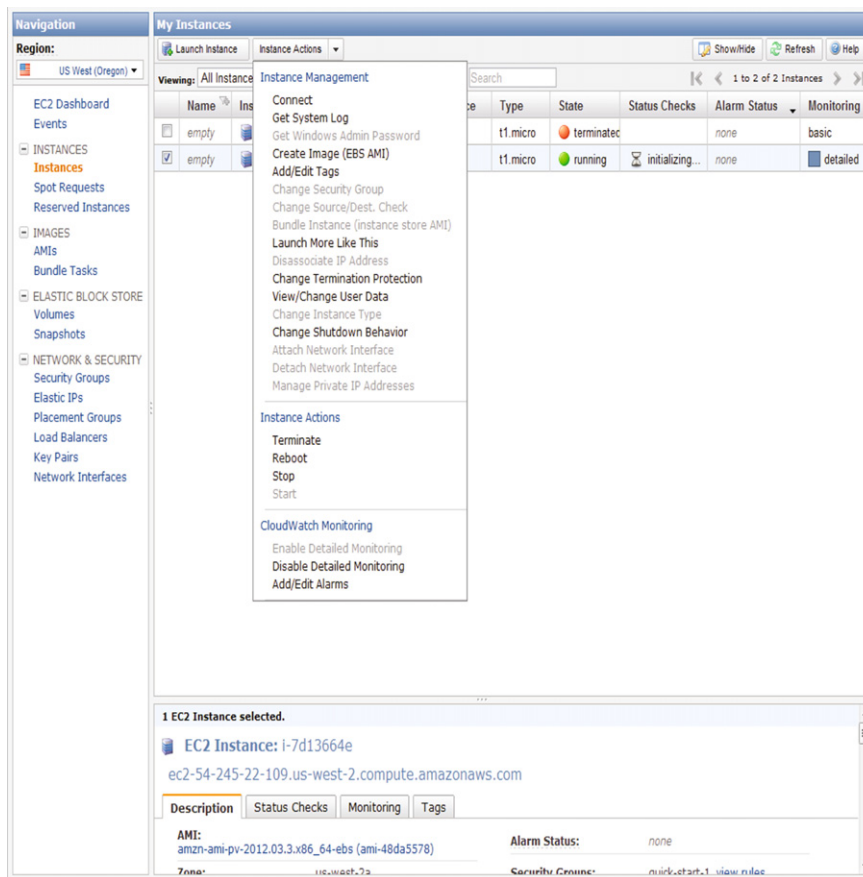 Navigation
Region:
US West (Oregon)
EC2 Dashboard
Events
INSTANCES
Instances
Spot Requests
Reserved Instances
IMAGES
AMIs
Bundle Tasks
ELASTIC BLOCK STORE
Volumes
Snapshots
NETWORK & SECURITY
Security Groups
Elastic IPs
Placement Groups
Load Balancers
Key Pairs
Network Interfaces
My Instances
Launch Instance Instance Actions Show/Hide Refresh Help
Viewing: All Instance Search 1 to 2 of 2 Instances
Name Ins ce Type State Status Checks Alarm Status Monitoring
empty t1.micro terminated none basic
empty t1.micro running initializing... none detailed
Instance Management
Connect
Get System Log
Get Windows Admin Password
Create Image (EBS AMI)
Add/Edit Tags
Change Security Group
Change Source/Dest. Check
Bundle Instance (instance store AMI)
Launch More Like This
Disassociate IP Address
Change Termination Protection
View/Change User Data
Change Instance Type
Change Shutdown Behavior
Attach Network Interface
Detach Network Interface
Manage Private IP Addresses
Instance Actions
Terminate
Reboot
Stop
Start
CloudWatch Monitoring
Enable Detailed Monitoring
Disable Detailed Monitoring
Add/Edit Alarms
1 EC2 Instance selected.
EC2 Instance: i-7d13664e
ec2-54-245-22-109.us-west-2.compute.amazonaws.com
Description Status Checks Monitoring Tags
AMI:
amzn-ami-pv-2012.03.3.x86_64-ebs (ami-48da5578)
Alarm Status: none
Zone: us-west-2a
Security Groups: quick-start-1. view rules